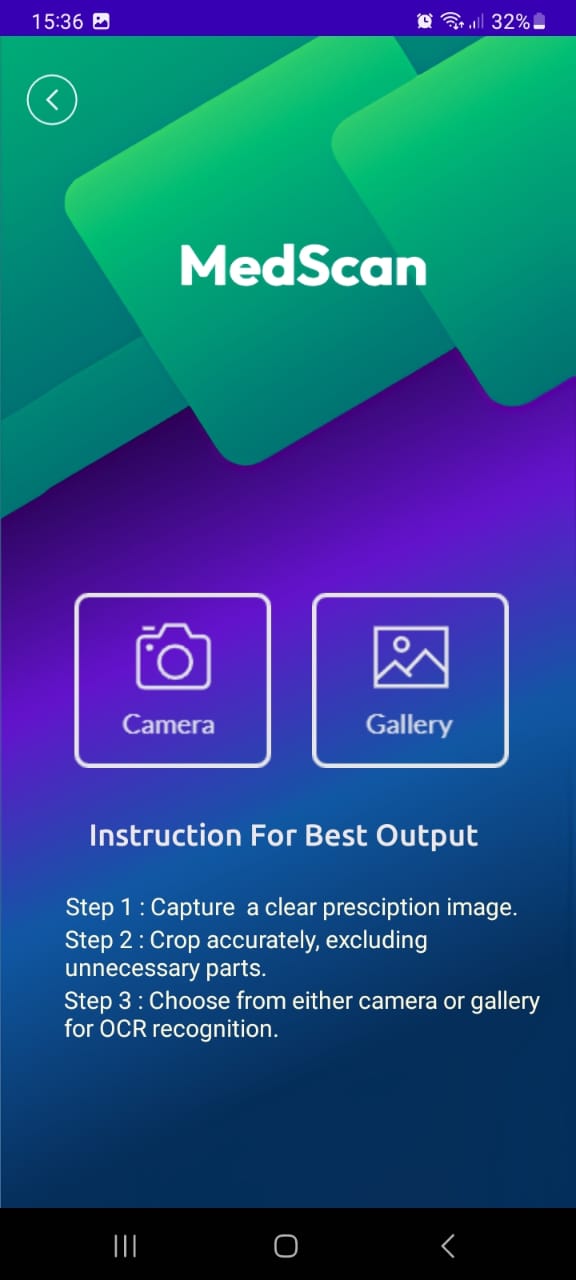 15:36 32%
MedScan
Camera Gallery
Instruction For Best Output
Step 1 : Capture  a clear presciption image.
Step 2 : Crop accurately, excluding
unnecessary parts.
Step 3 : Choose from either camera or gallery
for OCR recognition.